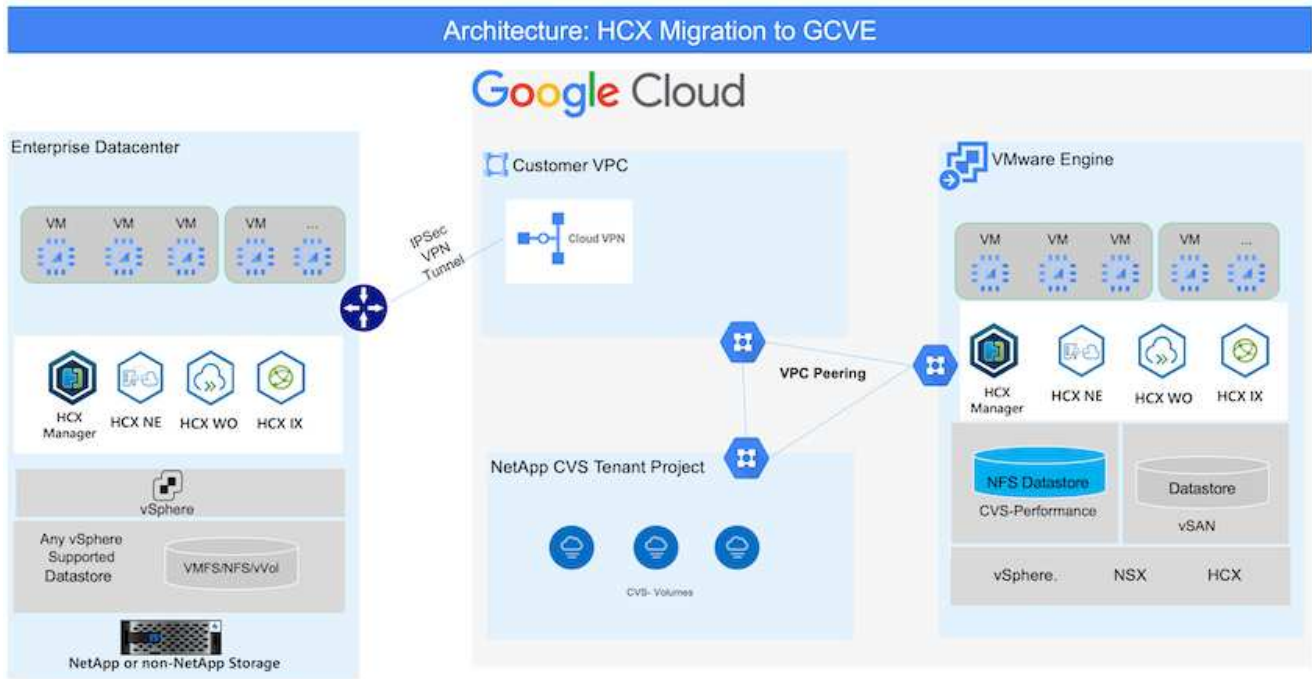 Architecture: HCX Migration to GCVE
Google Cloud
Enterprise Datacenter
VM VM VM VM ...
HCX
Manager
HCX NE
HCX WO
HCX IX
vSphere
Any vSphere
Supported
Datastore
VMFS/NFS/vVol
NetApp or non-NetApp Storage
IPSec
VPN
Tunnel
Customer VPC
Cloud VPN
VPC Peering
NetApp CVS Tenant Project
CVS- Volumes
VMware Engine
VM VM VM VM ...
HCX
Manager
HCX NE
HCX WO
HCX IX
NFS Datastore
CVS-Performance
Datastore
vSAN
vSphere. NSX HCX